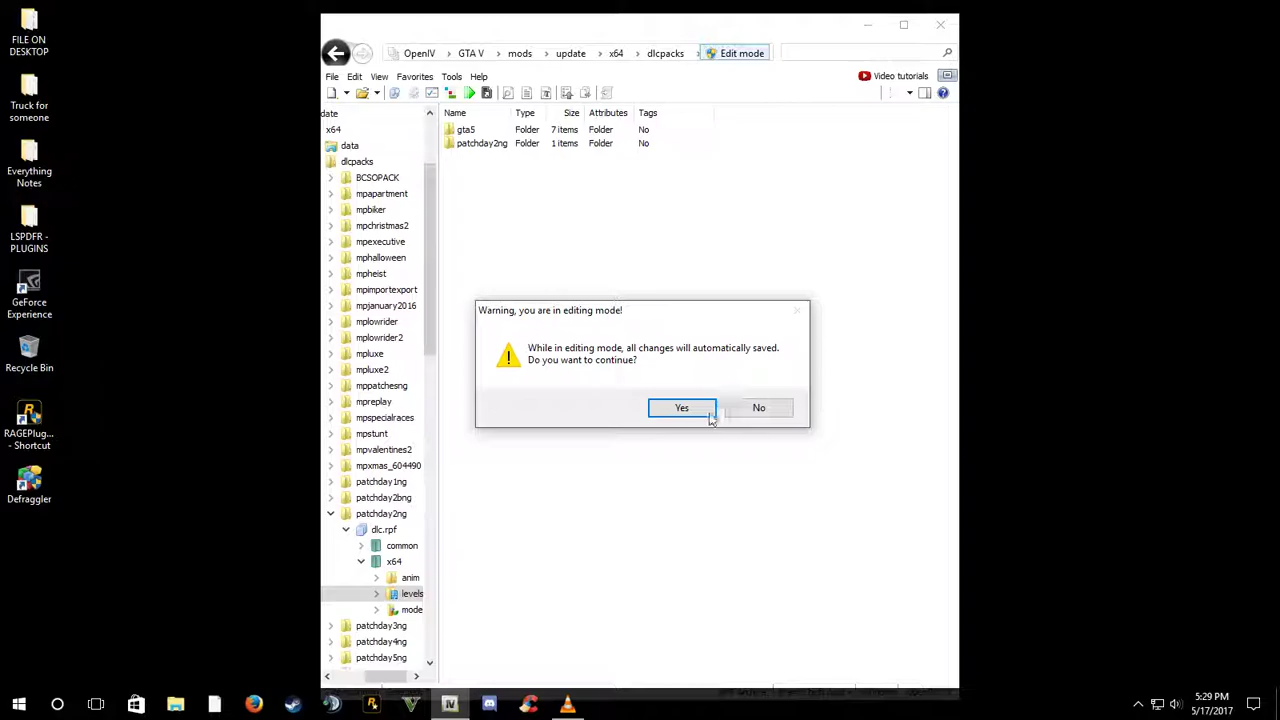 FILE ON
DESKTOP
Truck for
someone
Everything
Notes
LSPDFR -
PLUGINS
GeForce
Experience
Recycle Bin
RAGEPlug...
- Shortcut
Defraggler
OpenIV
GTA V
mods
update
x64
dlcpacks
Edit mode
File Edit View Favorites Tools Help
Video tutorials
date
x64
data
dlcpacks
BCSOPACK
mpapartment
mpbiker
mpchristmas2
mpexecutive
mphalloween
mpheist
mpimportexport
mpjanuary2016
mplowrider
mplowrider2
mpluxe
mpluxe2
mppatchesng
mpreplay
mpspecialraces
mpstunt
mpvalentines2
mpxmas_604490
patchday1ng
patchday2bng
patchday2ng
dlc.rpf
common
x64
anim
levels
mode
patchday3ng
patchday4ng
patchday5ng
Name Type Size Attributes Tags
gta5 Folder 7 items Folder No
patchday2ng Folder 1 items Folder No
Warning, you are in editing mode!
While in editing mode, all changes will automatically saved.
Do you want to continue?
Yes No
IV
5:29 PM
5/17/2017